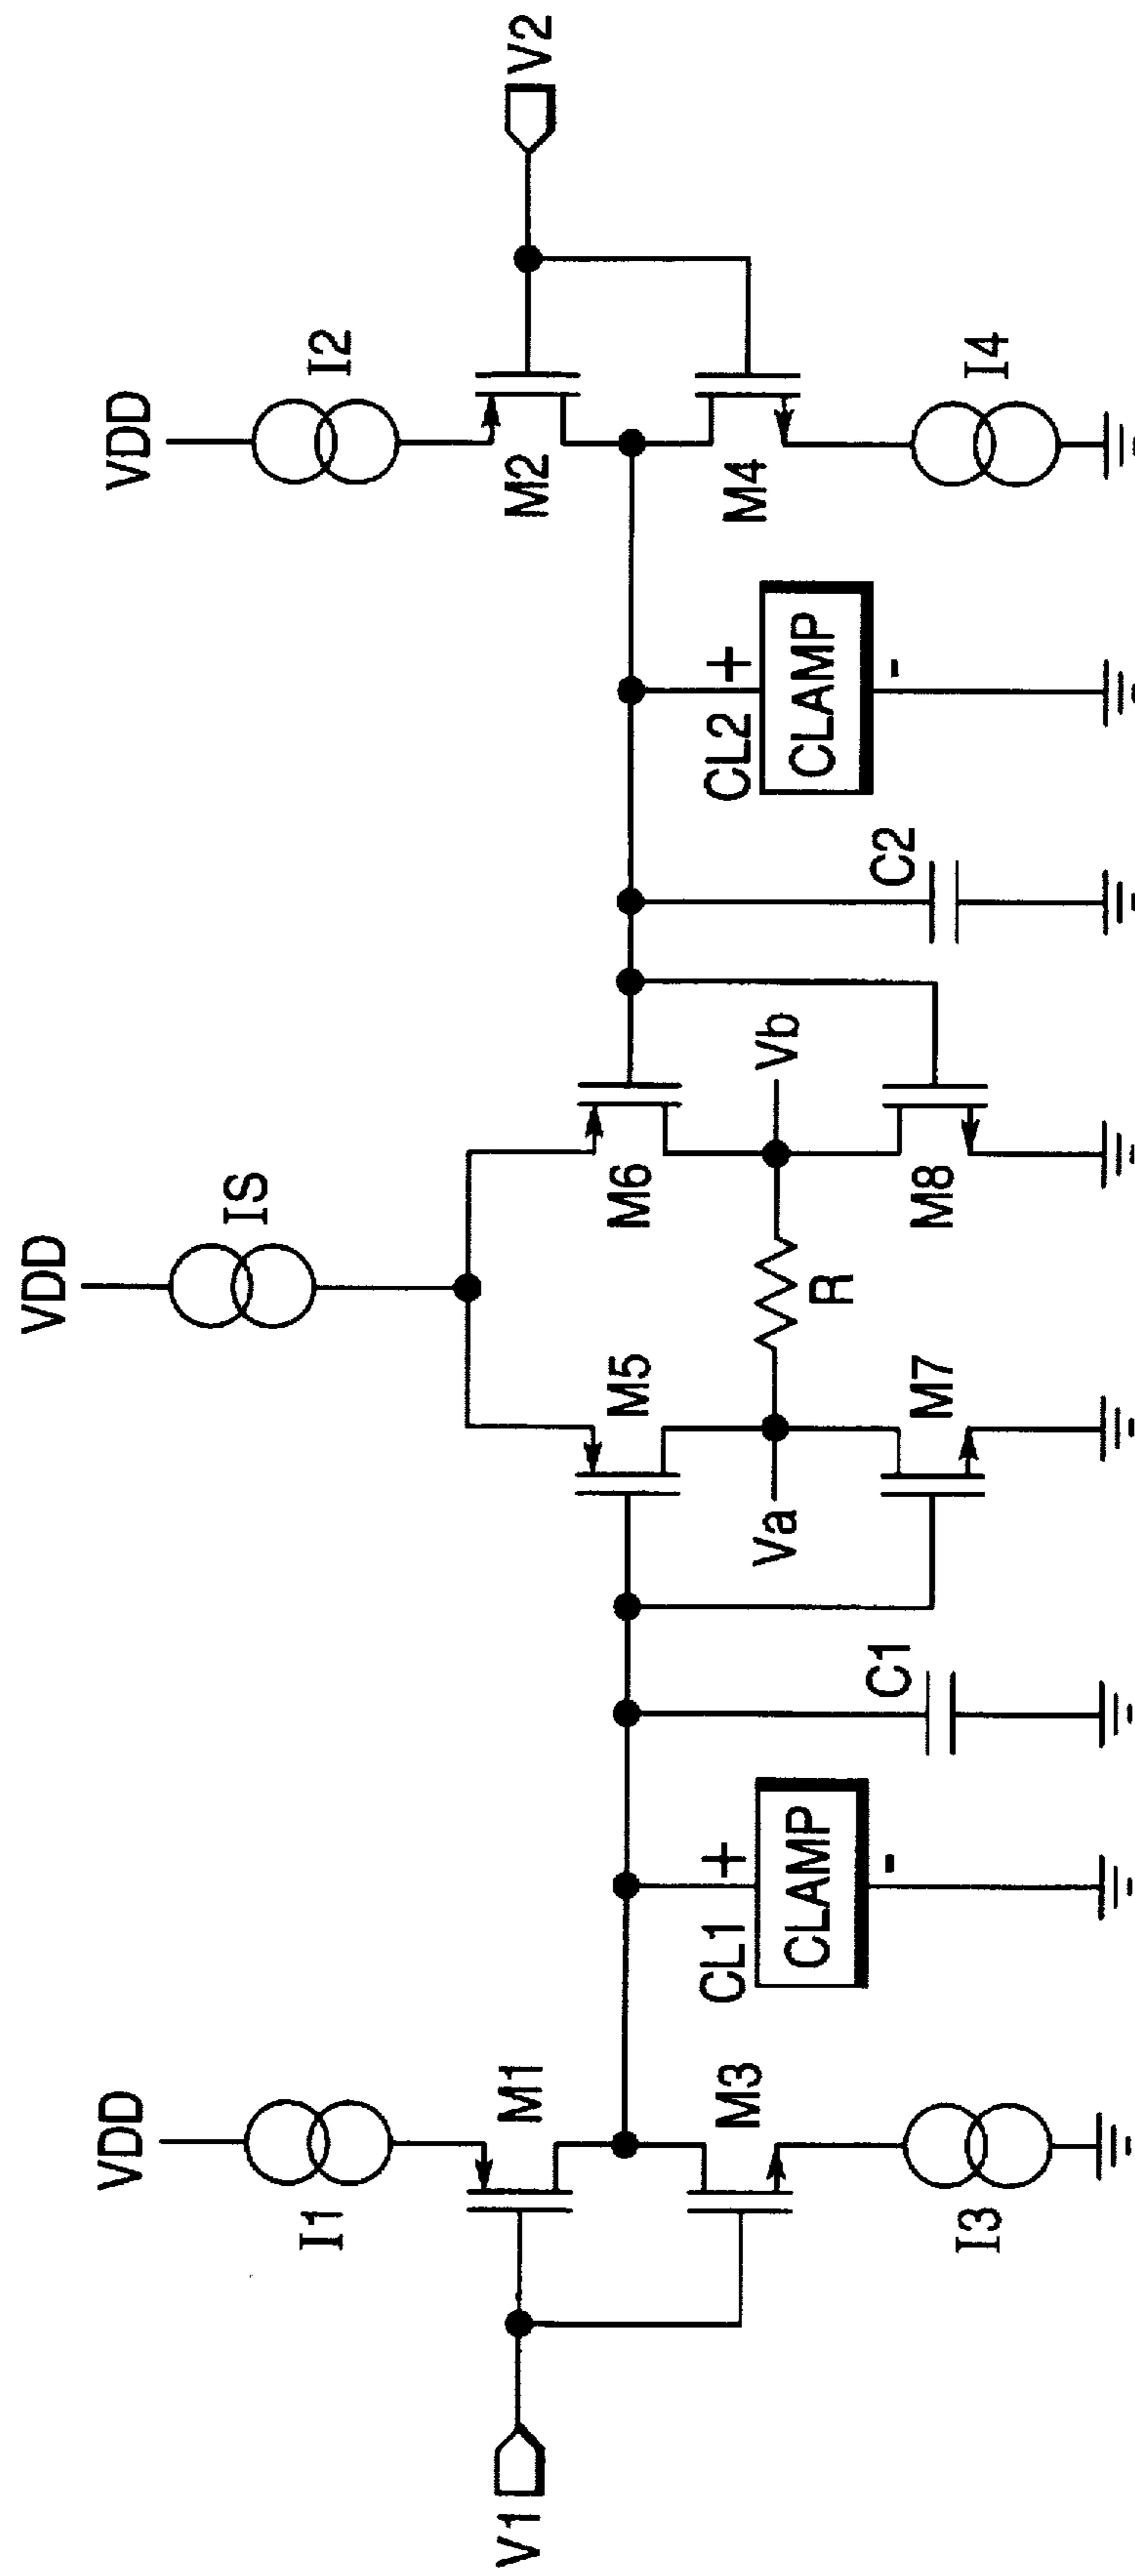 VDD
IS
VDD
I1
VDD
I2
V1
M1
M5
M6
M2
V2
CL1
+
CLAMP
-
M3
C1
Va
R
Vb
C2
CL2
+
CLAMP
-
M4
I3
M7
M8
I4